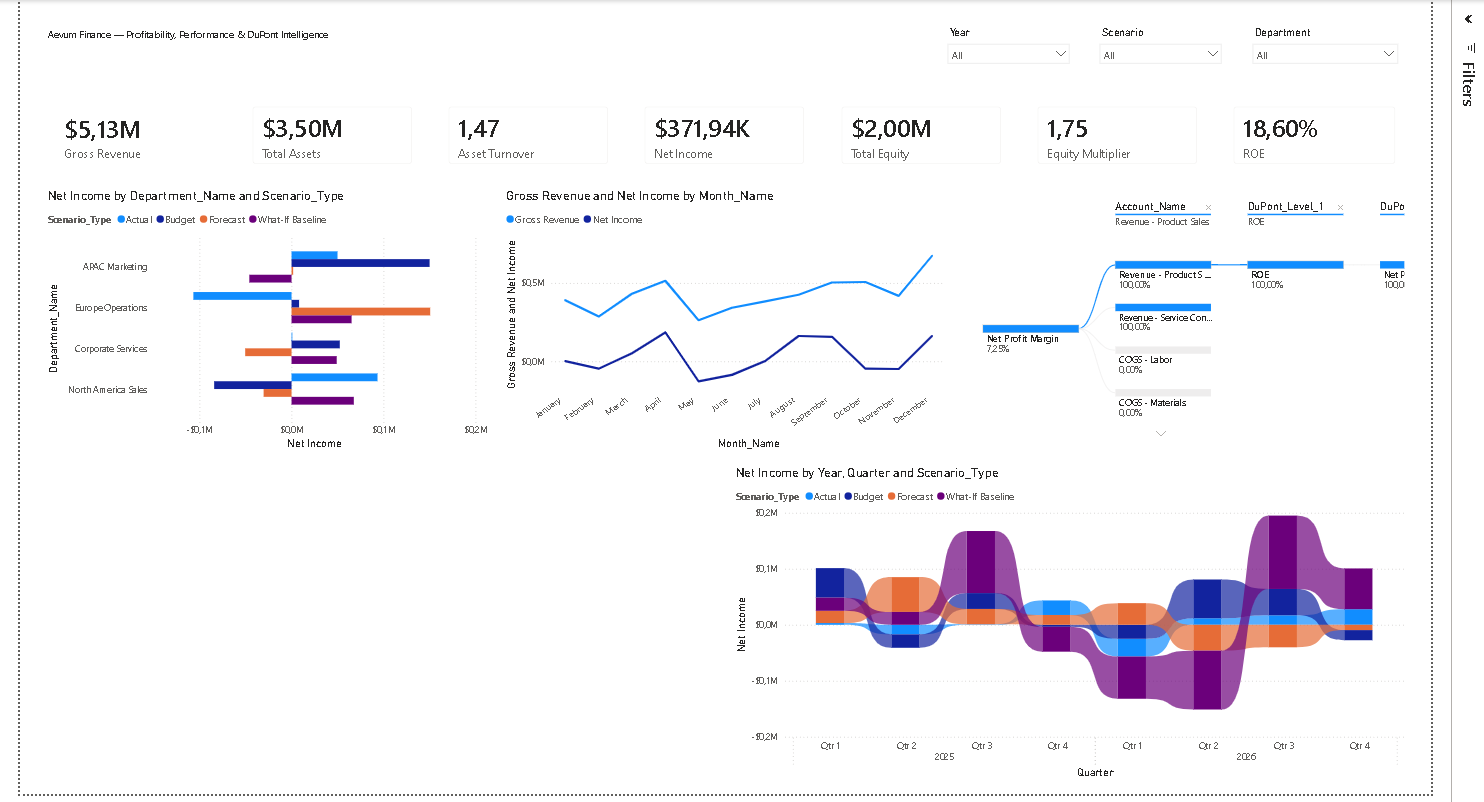 Aevum Finance — Profitability, Performance & DuPont Intelligence
Year
All
Scenario
All
Department
All
Filters
$5,13M
Gross Revenue
$3,50M
Total Assets
1,47
Asset Turnover
$371,94K
Net Income
$2,00M
Total Equity
1,75
Equity Multiplier
18,60%
ROE
Net Income by Department_Name and Scenario_Type
Scenario_Type Actual Budget Forecast What-If Baseline
Department_Name
APAC Marketing
Europe Operations
Corporate Services
North America Sales
-$0,1M $0,0M $0,1M $0,2M
Net Income
Gross Revenue and Net Income by Month_Name
Gross Revenue Net Income
Gross Revenue and Net Income
$0,5M
$0,0M
January February March April May June July August September October November December
Month_Name
Account_Name
Revenue - Product Sales
DuPont_Level_1
ROE
DuPo
Net Profit Margin
7,25%
Revenue - Product S ...
100,00%
Revenue - Service Con...
100,00%
COGS - Labor
0,00%
COGS - Materials
0,00%
ROE
100,00%
Net P
100,0
Net Income by Year, Quarter and Scenario_Type
Scenario_Type Actual Budget Forecast What-If Baseline
Net Income
$0,2M
$0,1M
$0,0M
-$0,1M
-$0,2M
Qtr 1 Qtr 2 Qtr 3 Qtr 4 Qtr 1 Qtr 2 Qtr 3 Qtr 4
2025 2026
Quarter